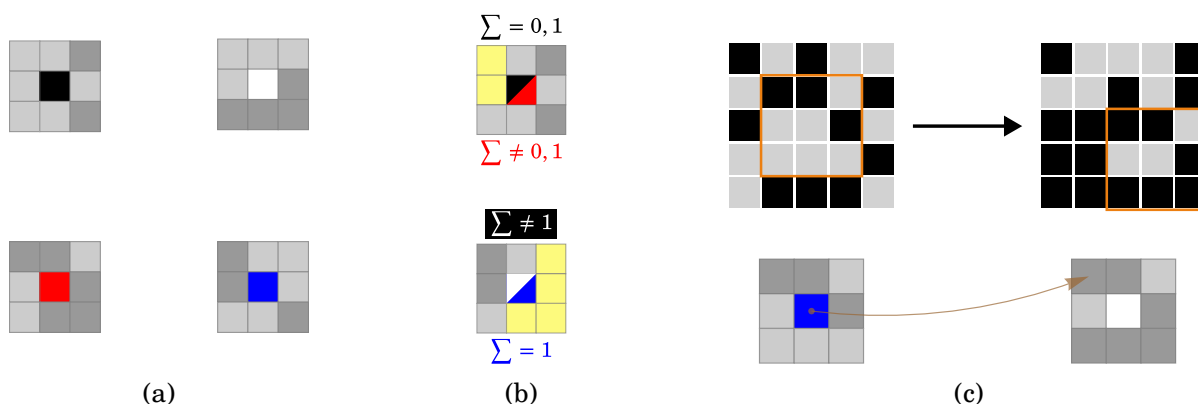 ∑ = 0, 1
∑ ≠ 0, 1
∑ ≠ 1
∑ = 1
(a)
(b)
(c)